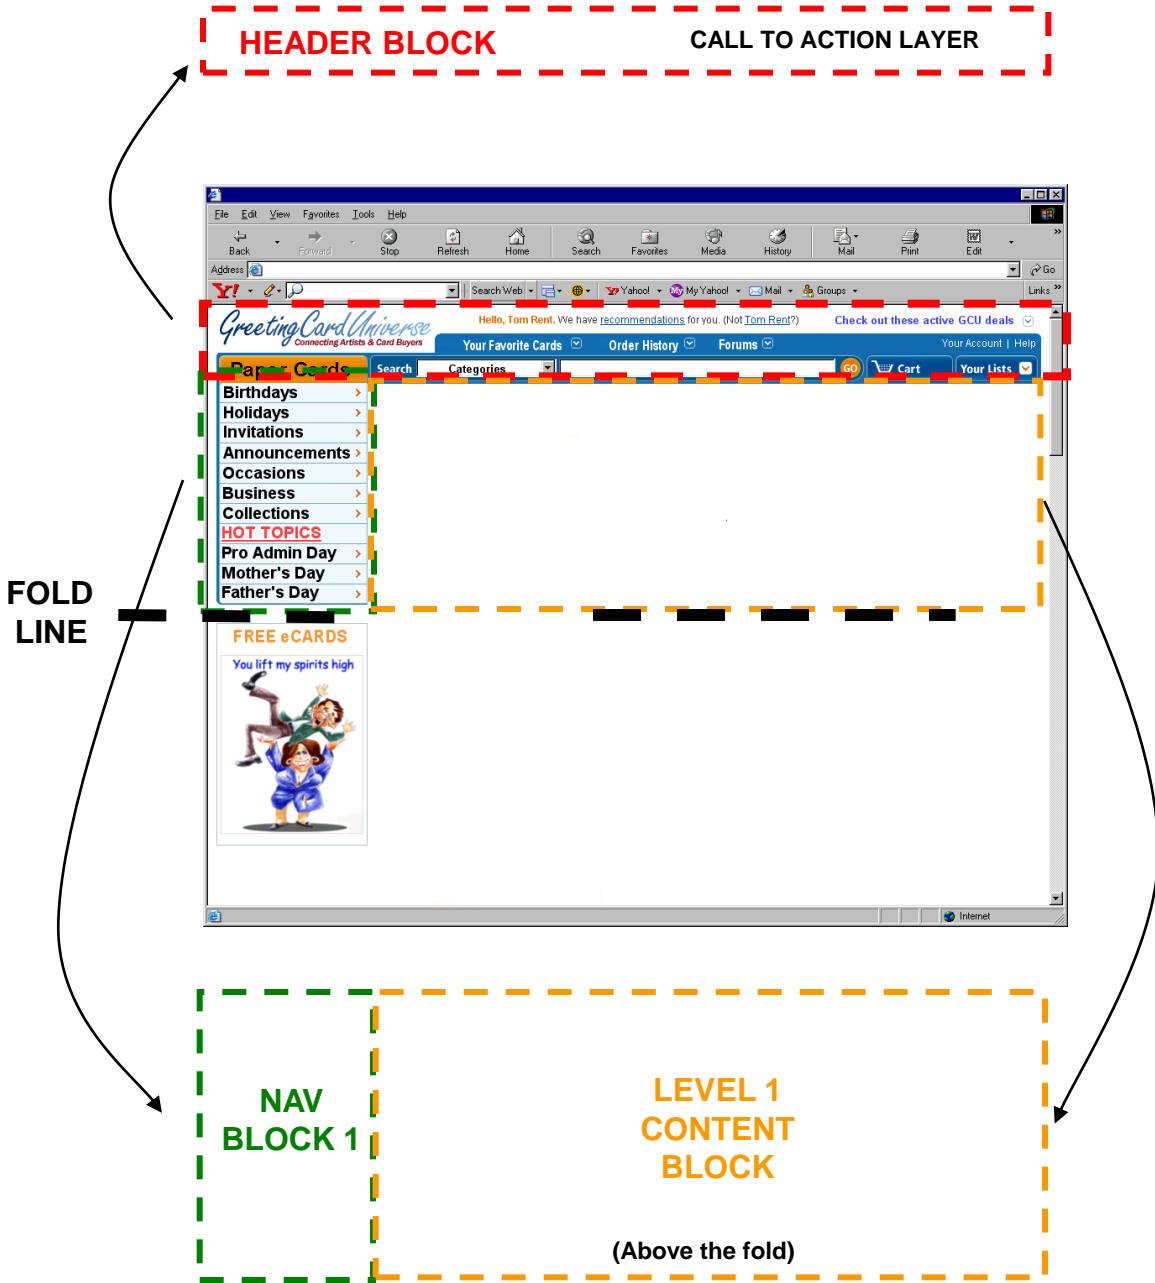 HEADER BLOCK CALL TO ACTION LAYER
File Edit View Favorites Tools Help
Back Forward Stop Refresh Home Search Favorites Media History Mail Print Edit »
Address Go
Y! Search Web Yahoo! My Yahoo! Mail Groups Links »
GreetingCardUniverse
Connecting Artists & Card Buyers
Hello, Tom Rent. We have recommendations for you. (Not Tom Rent?) Check out these active GCU deals
Your Favorite Cards Order History Forums Your Account | Help
Paper Cards Search Categories GO Cart Your Lists
Birthdays
Holidays
Invitations
Announcements
Occasions
Business
Collections
HOT TOPICS
Pro Admin Day
Mother's Day
Father's Day
FOLD
LINE
FREE eCARDS
You lift my spirits high
Internet
NAV
BLOCK 1
LEVEL 1
CONTENT
BLOCK
(Above the fold)